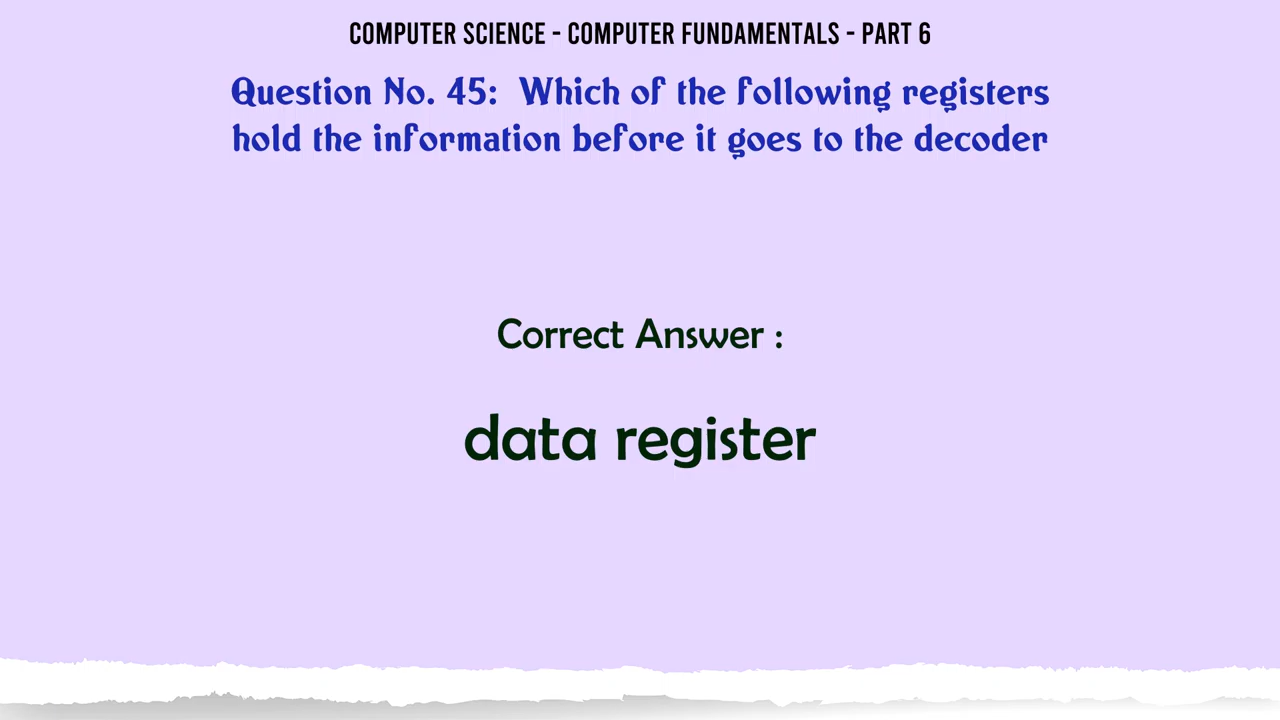 COMPUTER SCIENCE - COMPUTER FUNDAMENTALS - PART 6
Question No. 45: Which of the following registers
hold the information before it goes to the decoder
Correct Answer :
data register